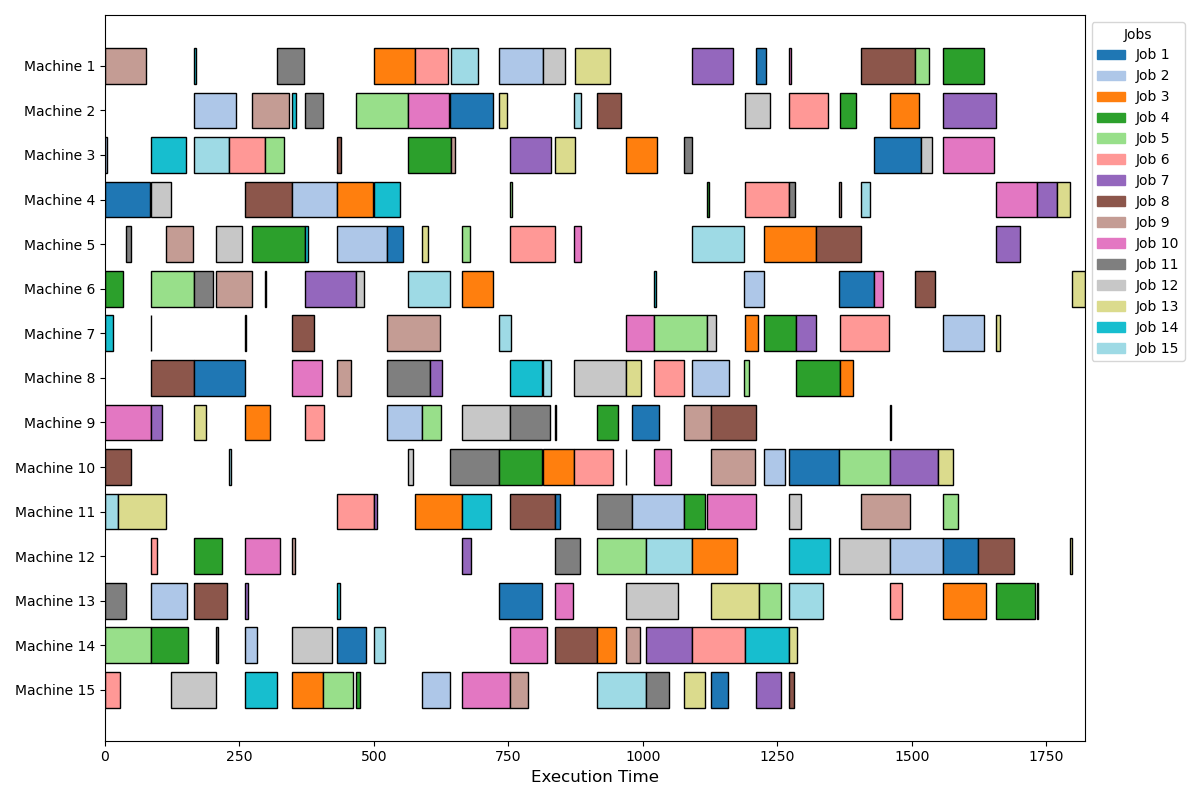 Machine 1
Machine 2
Machine 3
Machine 4
Machine 5
Machine 6
Machine 7
Machine 8
Machine 9
Machine 10
Machine 11
Machine 12
Machine 13
Machine 14
Machine 15
0 250 500 750 1000 1250 1500 1750
Execution Time
Jobs
Job 1
Job 2
Job 3
Job 4
Job 5
Job 6
Job 7
Job 8
Job 9
Job 10
Job 11
Job 12
Job 13
Job 14
Job 15